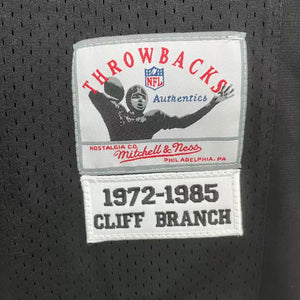 THROWBACKS
NFL
Authentics
NOSTALGIA CO.
Mitchell & Ness
PHILADELPHIA, PA
1972-1985
CLIFF BRANCH